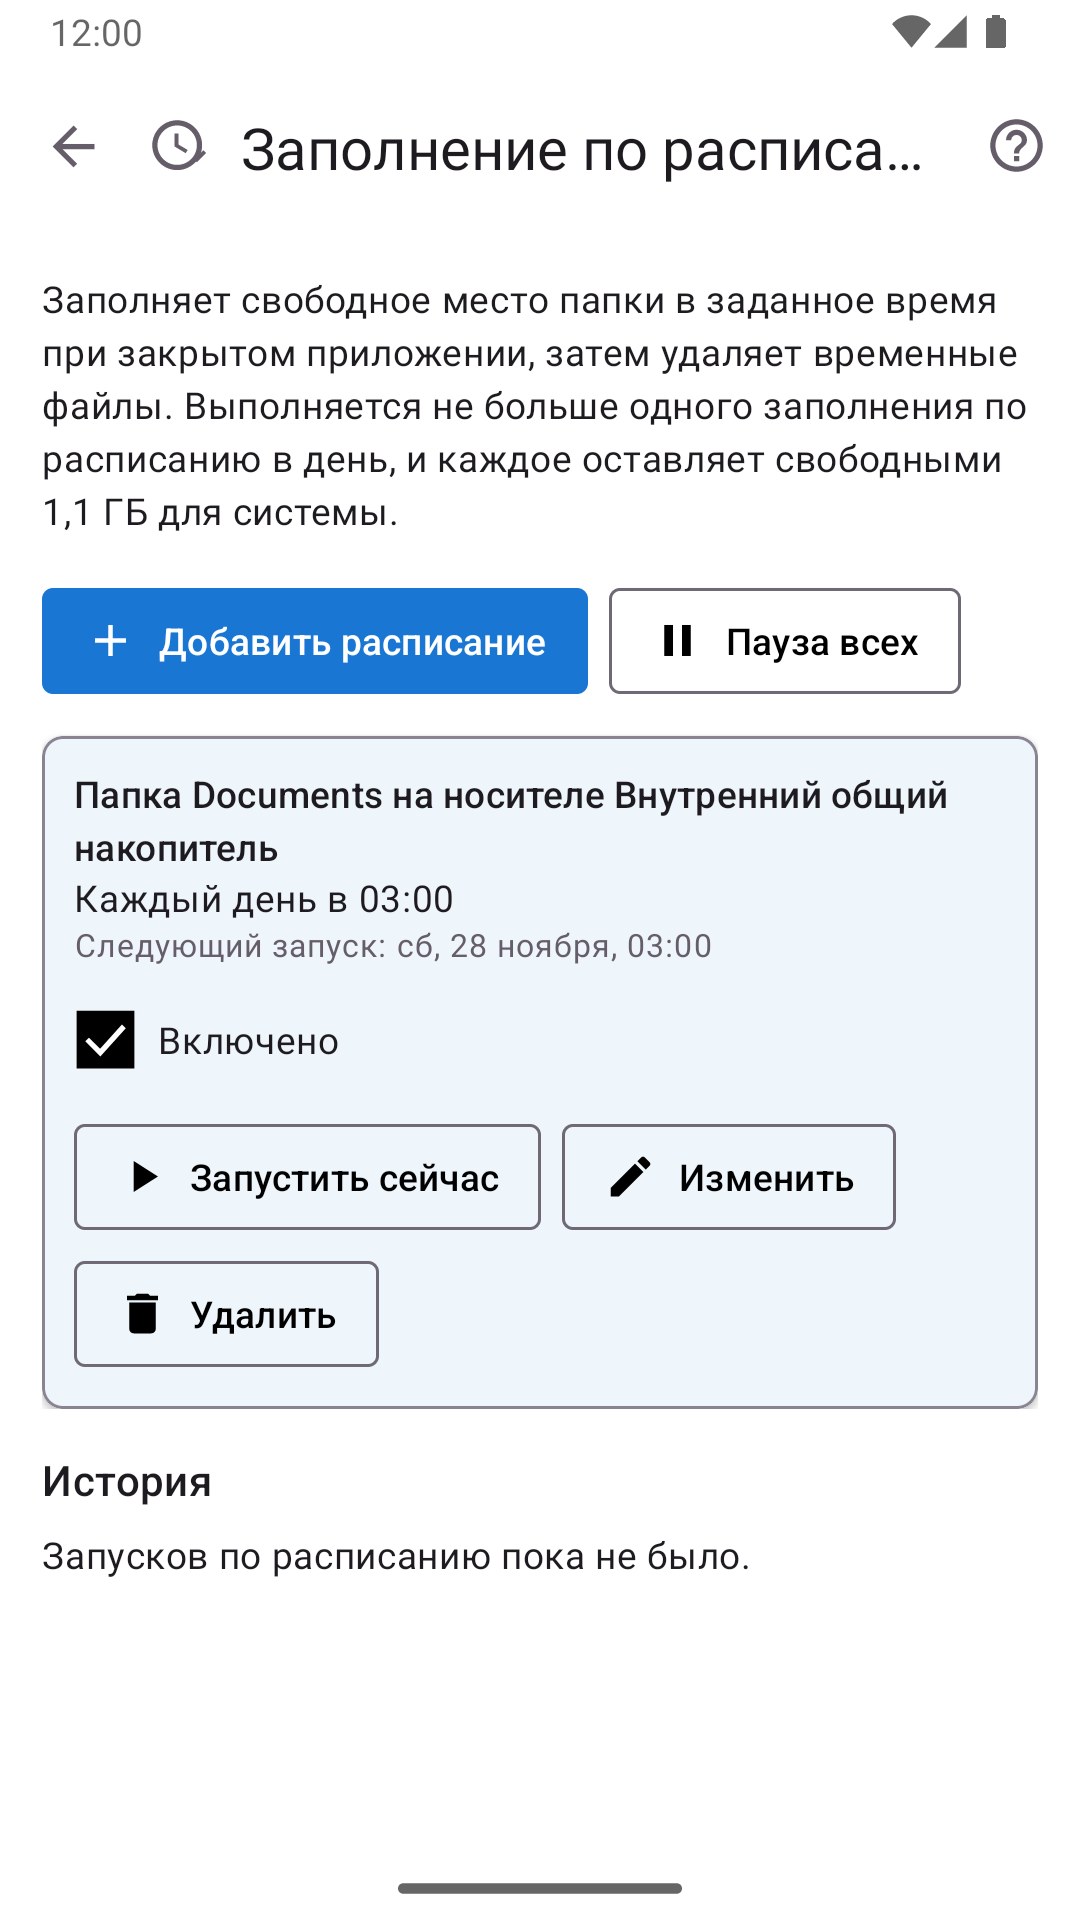 12:00
Заполнение по расписа...
Заполняет свободное место папки в заданное время
при закрытом приложении, затем удаляет временные
файлы. Выполняется не больше одного заполнения по
расписанию в день, и каждое оставляет свободными
1,1 ГБ для системы.
Добавить расписание
Пауза всех
Папка Documents на носителе Внутренний общий
накопитель
Каждый день в 03:00
Следующий запуск: сб, 28 ноября, 03:00
Включено
Запустить сейчас
Изменить
Удалить
История
Запусков по расписанию пока не было.